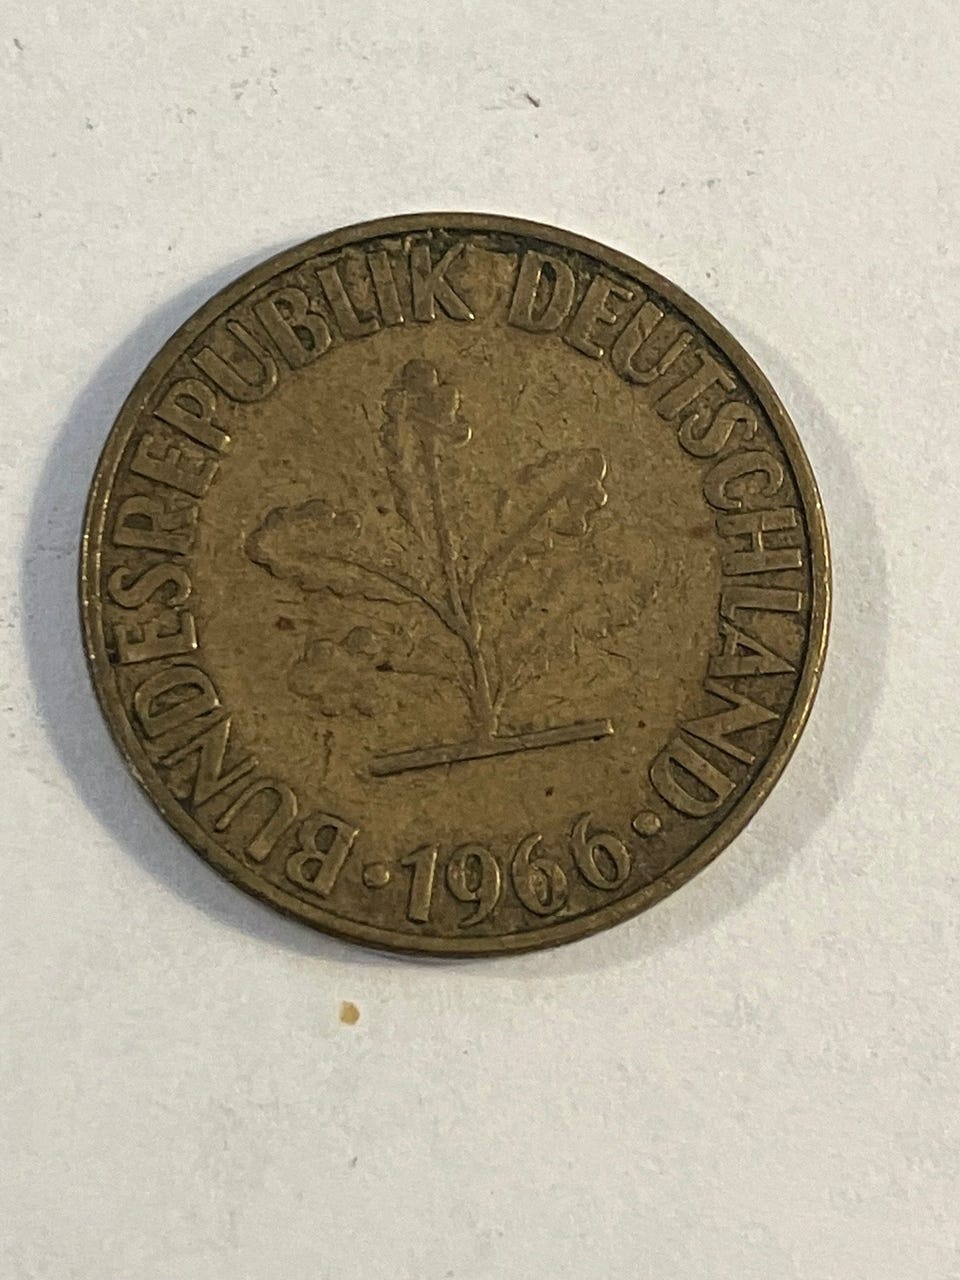 BUNDESREPUBLIK DEUTSCHLAND
· 1966 ·